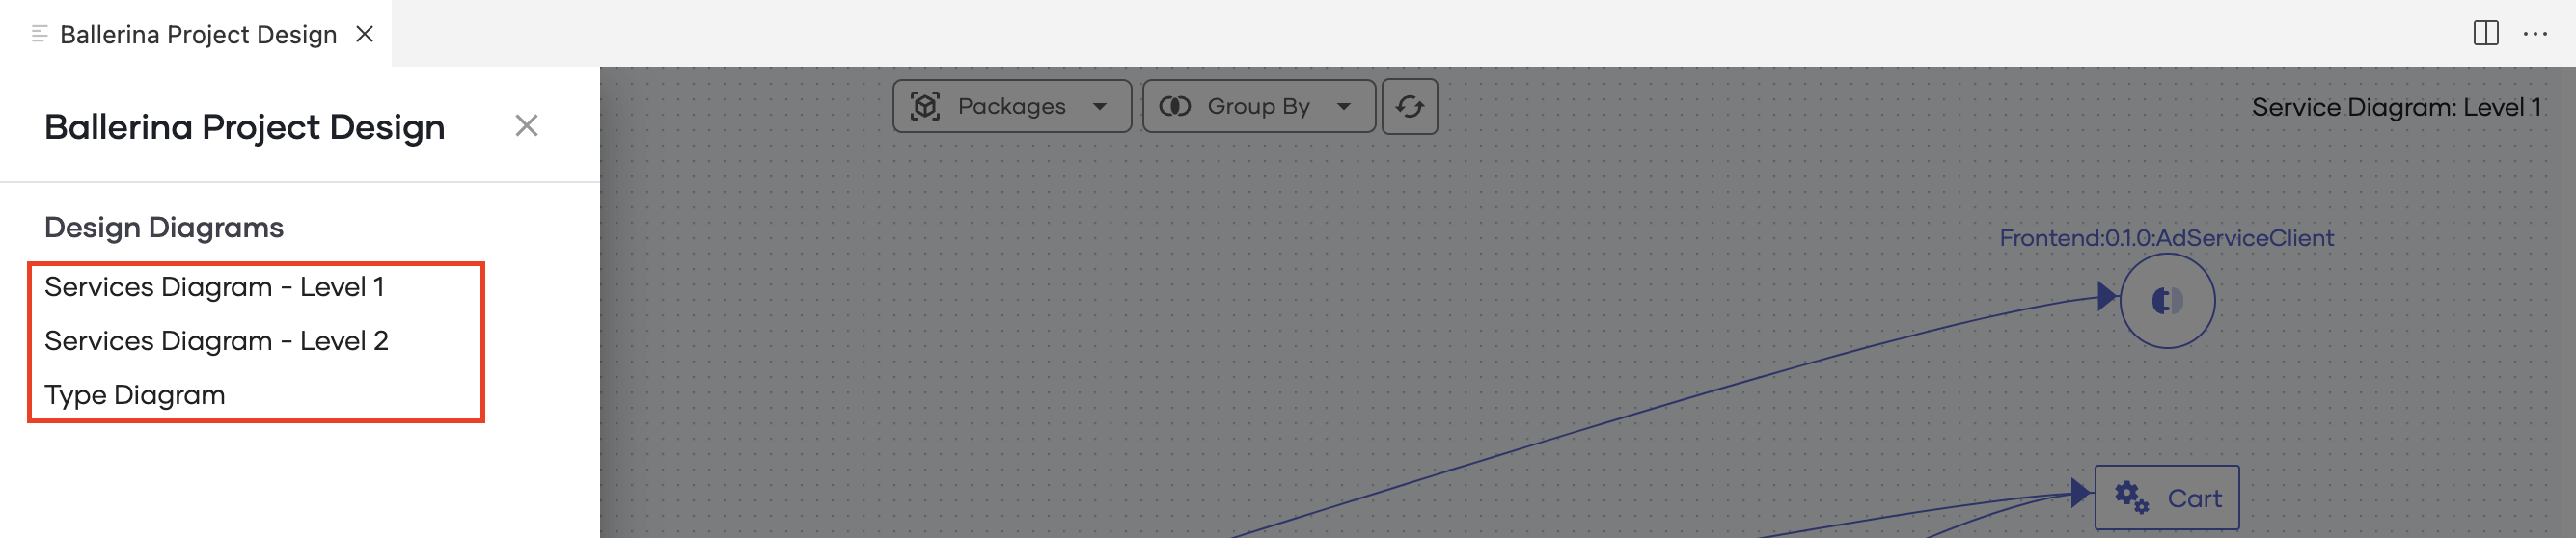 Ballerina Project Design
Ballerina Project Design
Packages
Group By
Service Diagram: Level 1
Design Diagrams
Services Diagram - Level 1
Services Diagram - Level 2
Type Diagram
Frontend:0.1.0:AdServiceClient
Cart